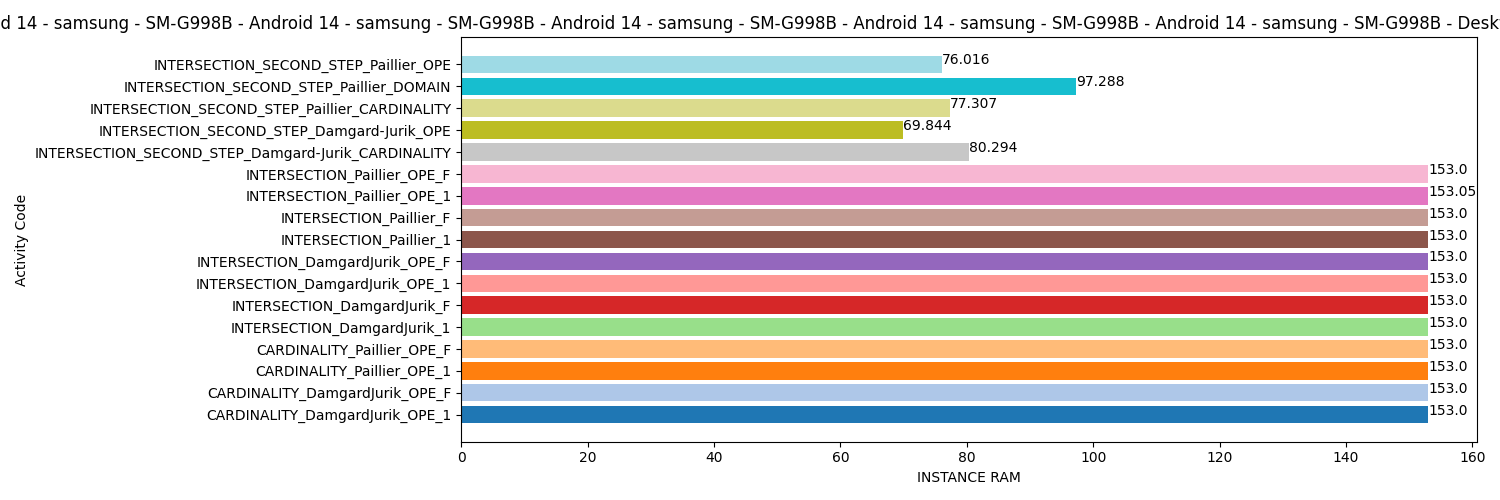 d 14 - samsung - SM-G998B - Android 14 - samsung - SM-G998B - Android 14 - samsung - SM-G998B - Android 14 - samsung - SM-G998B - Android 14 - samsung - SM-G998B - Desk
INTERSECTION_SECOND_STEP_Paillier_OPE 76.016
INTERSECTION_SECOND_STEP_Paillier_DOMAIN 97.288
INTERSECTION_SECOND_STEP_Paillier_CARDINALITY 77.307
INTERSECTION_SECOND_STEP_Damgard-Jurik_OPE 69.844
INTERSECTION_SECOND_STEP_Damgard-Jurik_CARDINALITY 80.294
INTERSECTION_Paillier_OPE_F 153.0
INTERSECTION_Paillier_OPE_1 153.05
INTERSECTION_Paillier_F 153.0
INTERSECTION_Paillier_1 153.0
INTERSECTION_DamgardJurik_OPE_F 153.0
INTERSECTION_DamgardJurik_OPE_1 153.0
INTERSECTION_DamgardJurik_F 153.0
INTERSECTION_DamgardJurik_1 153.0
CARDINALITY_Paillier_OPE_F 153.0
CARDINALITY_Paillier_OPE_1 153.0
CARDINALITY_DamgardJurik_OPE_F 153.0
CARDINALITY_DamgardJurik_OPE_1 153.0
Activity Code
0 20 40 60 80 100 120 140 160
INSTANCE RAM